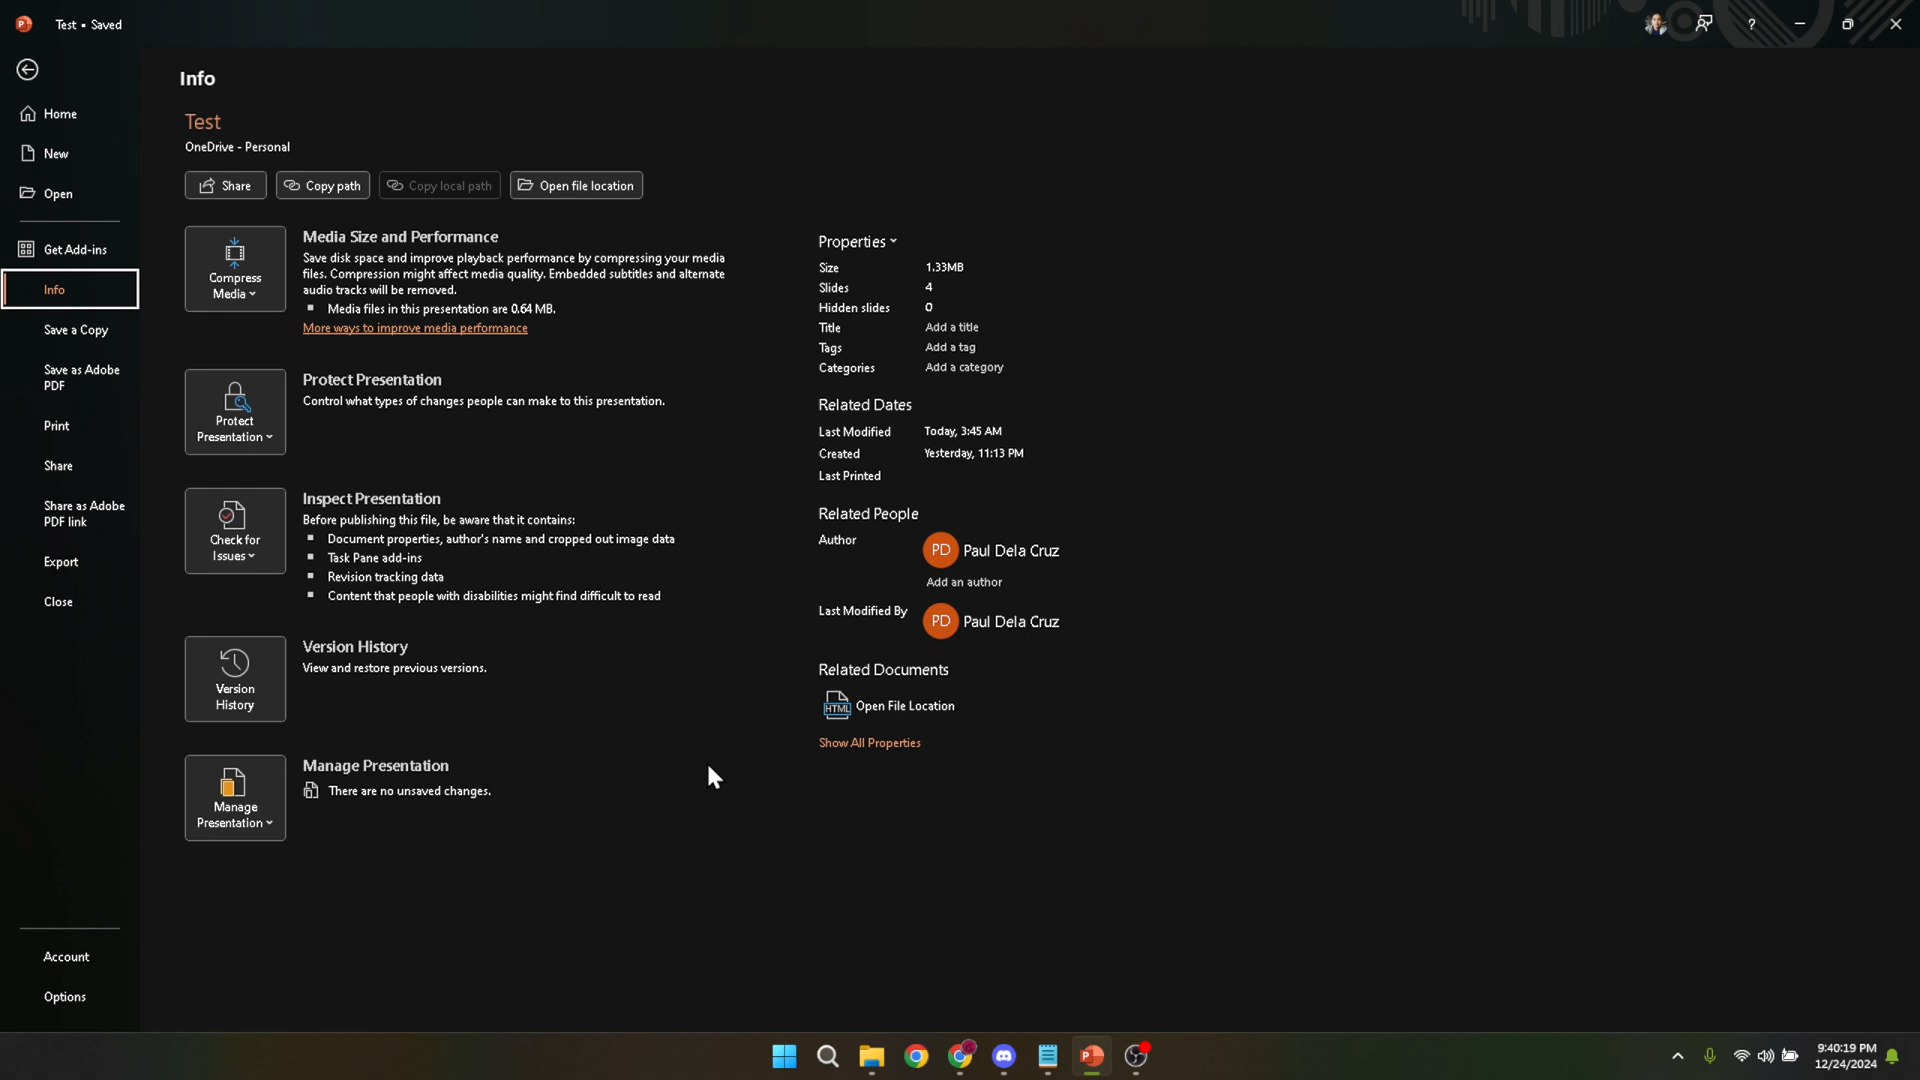 Test • Saved
?
Info
Home
New
Open
Get Add-ins
Info
Save a Copy
Save as Adobe
PDF
Print
Share
Share as Adobe
PDF link
Export
Close
Account
Options
Test
OneDrive - Personal
Share
Copy path
Copy local path
Open file location
Compress
Media
Media Size and Performance
Save disk space and improve playback performance by compressing your media
files. Compression might affect media quality. Embedded subtitles and alternate
audio tracks will be removed.
Media files in this presentation are 0.64 MB.
More ways to improve media performance
Protect
Presentation
Protect Presentation
Control what types of changes people can make to this presentation.
Check for
Issues
Inspect Presentation
Before publishing this file, be aware that it contains:
Document properties, author's name and cropped out image data
Task Pane add-ins
Revision tracking data
Content that people with disabilities might find difficult to read
Version
History
Version History
View and restore previous versions.
Manage
Presentation
Manage Presentation
There are no unsaved changes.
Properties
Size 1.33MB
Slides 4
Hidden slides 0
Title Add a title
Tags Add a tag
Categories Add a category
Related Dates
Last Modified Today, 3:45 AM
Created Yesterday, 11:13 PM
Last Printed
Related People
Author PD Paul Dela Cruz
Add an author
Last Modified By PD Paul Dela Cruz
Related Documents
HTML Open File Location
Show All Properties
9:40:19 PM
12/24/2024